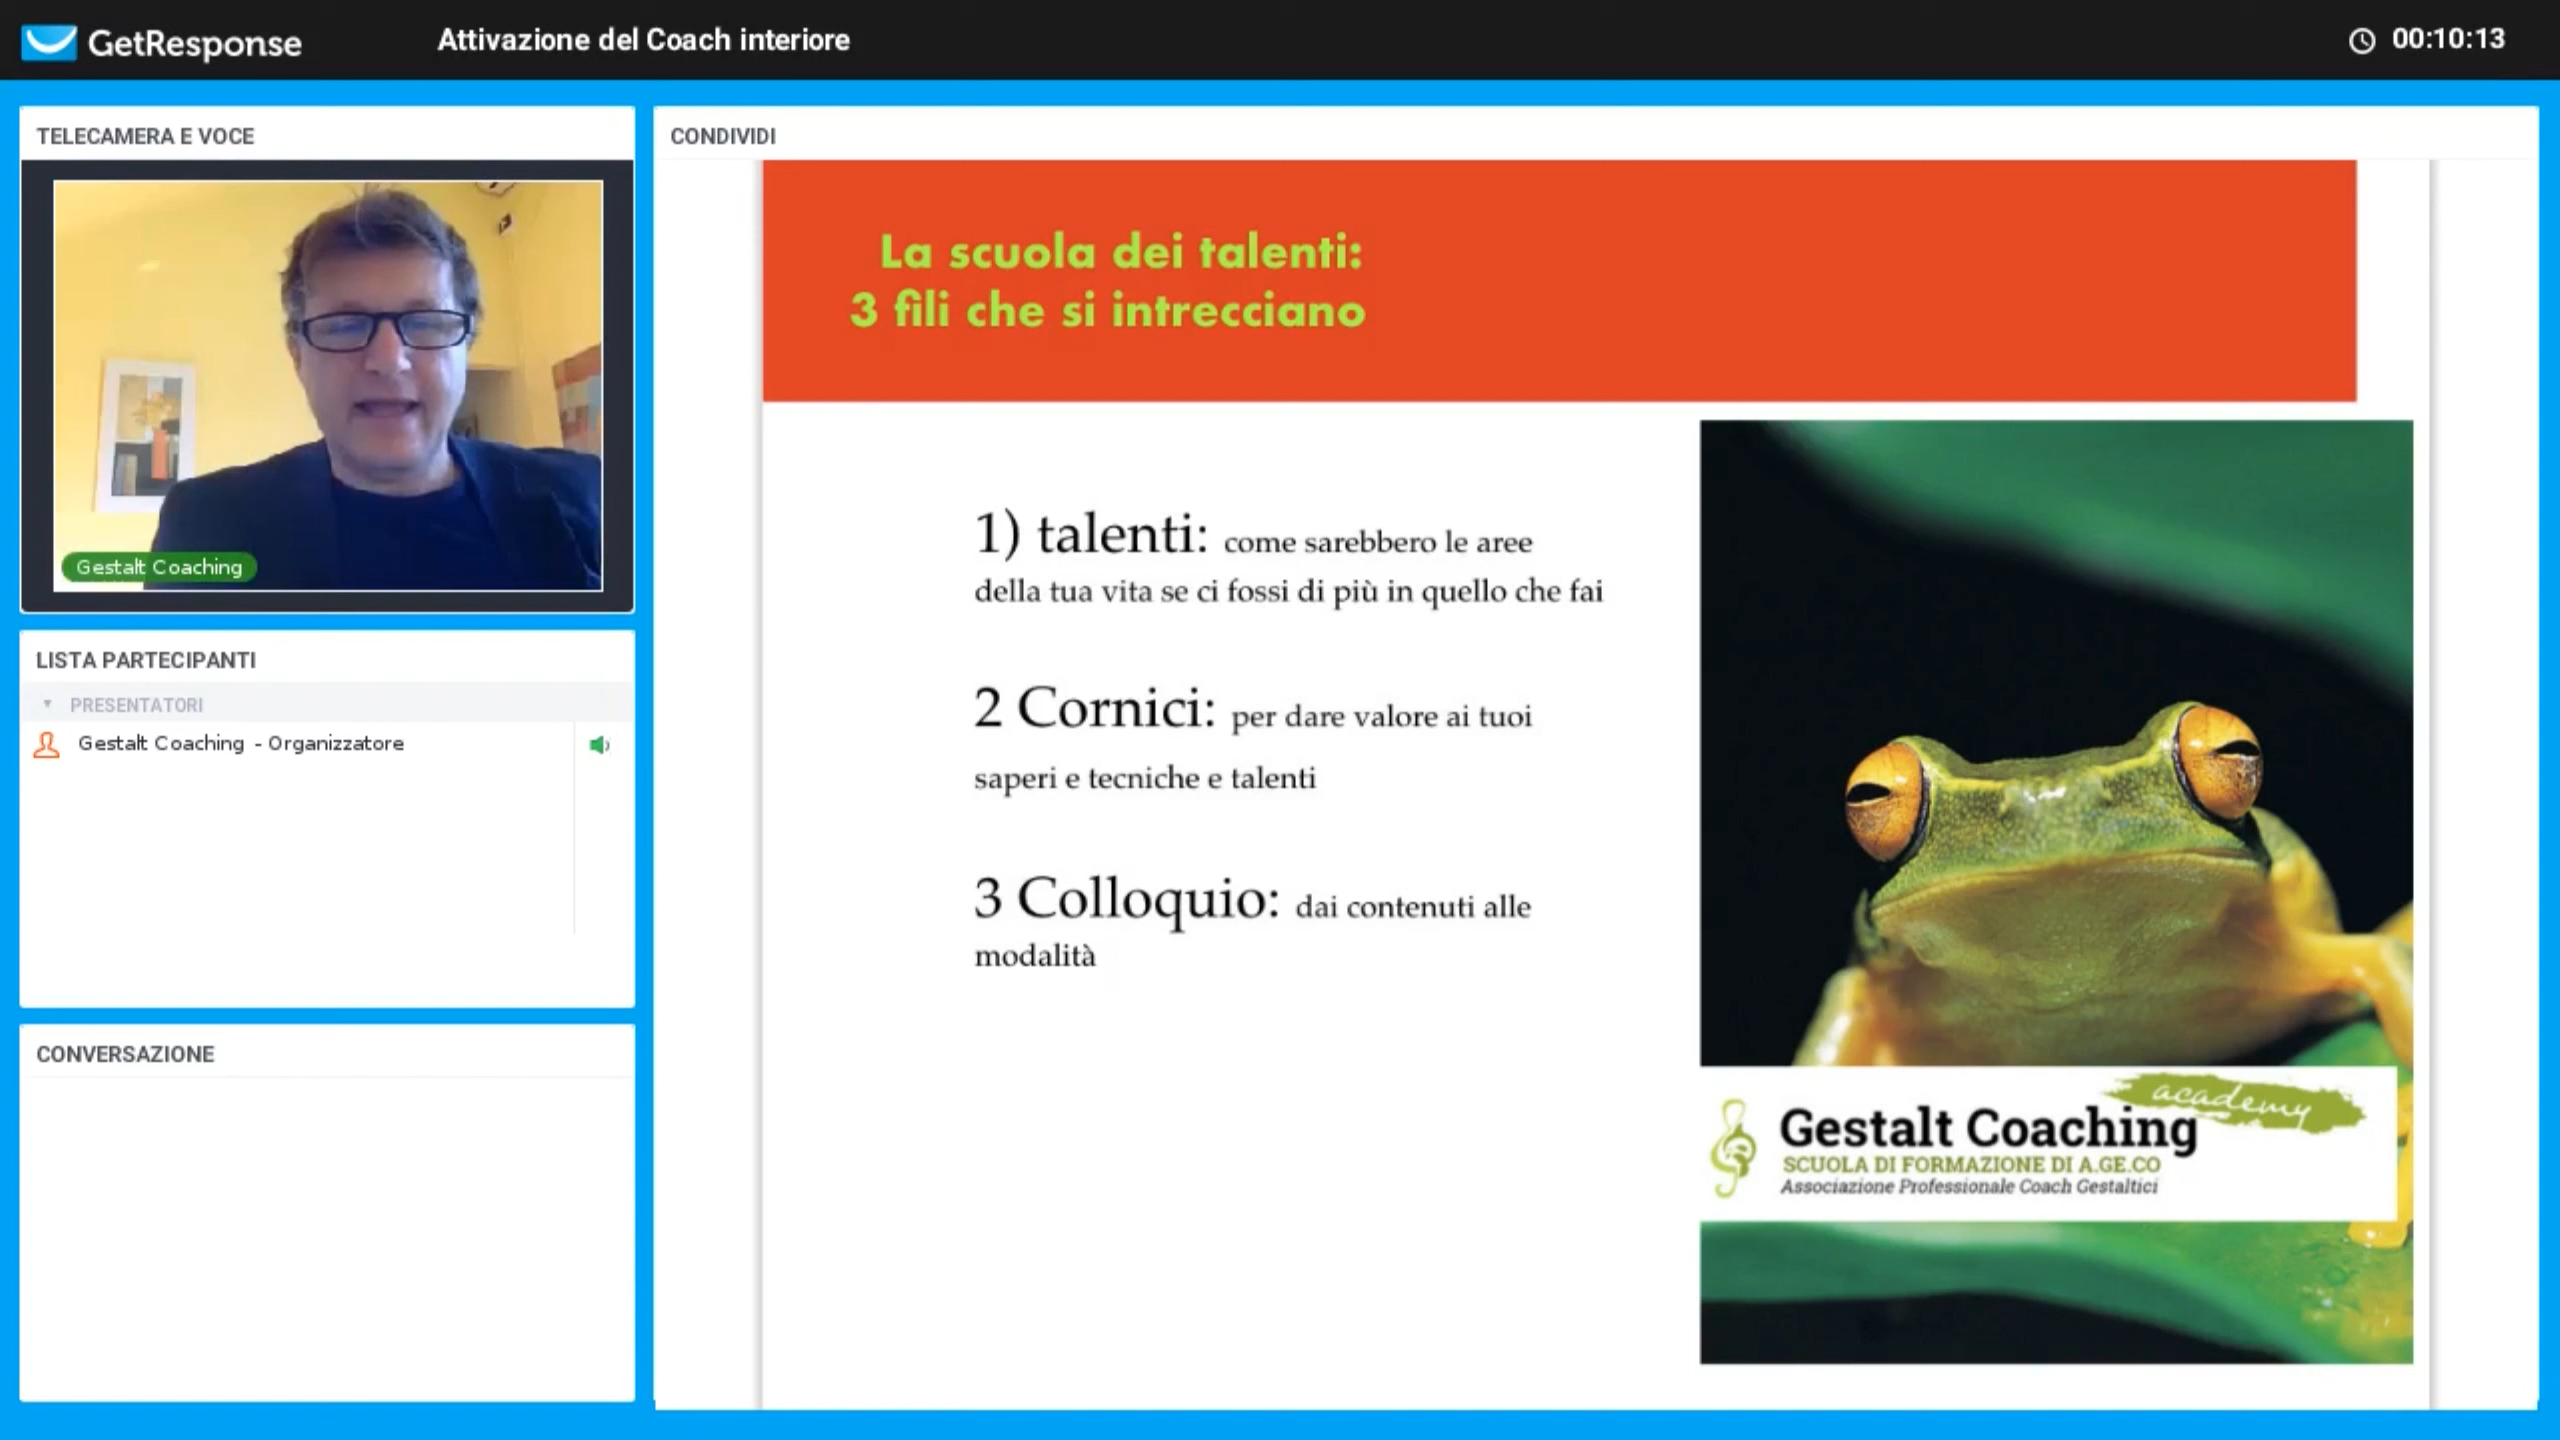 GetResponse
Attivazione del Coach interiore
00:10:13
TELECAMERA E VOCE
Gestalt Coaching
LISTA PARTECIPANTI
PRESENTATORI
Gestalt Coaching - Organizzatore
CONVERSAZIONE
CONDIVIDI
La scuola dei talenti:
3 fili che si intrecciano
1) talenti: come sarebbero le aree
della tua vita se ci fossi di più in quello che fai
2 Cornici: per dare valore ai tuoi
saperi e tecniche e talenti
3 Colloquio: dai contenuti alle
modalità
academy
Gestalt Coaching
SCUOLA DI FORMAZIONE DI A.GE.CO
Associazione Professionale Coach Gestaltici